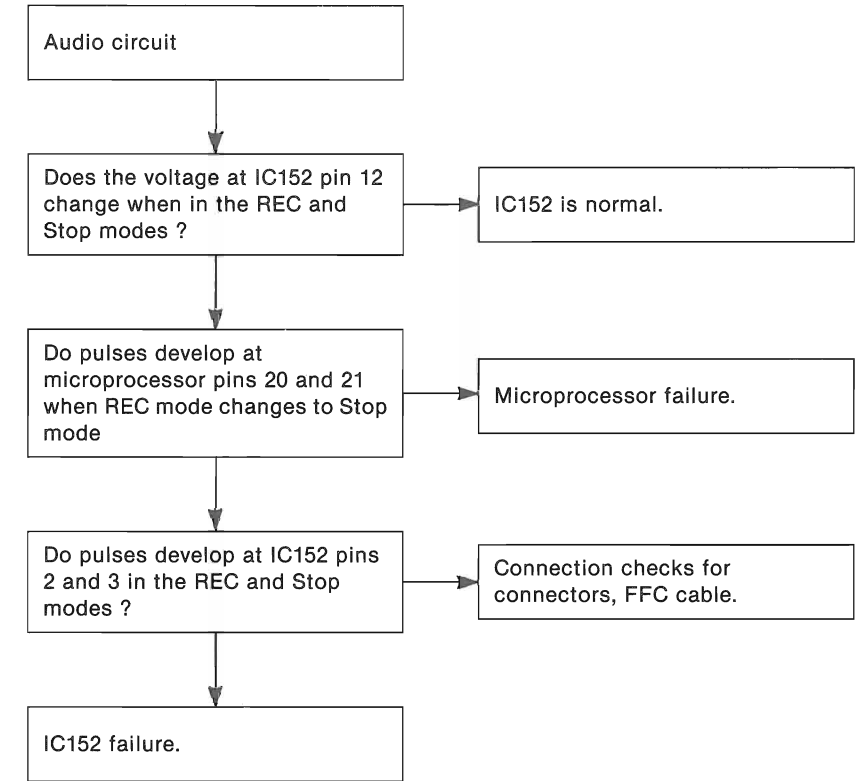 Audio circuit
Does the voltage at IC152 pin 12
change when in the REC and
Stop modes ?
IC152 is normal.
Do pulses develop at
microprocessor pins 20 and 21
when REC mode changes to Stop
mode
Microprocessor failure.
Do pulses develop at IC152 pins
2 and 3 in the REC and Stop
modes ?
Connection checks for
connectors, FFC cable.
IC152 failure.